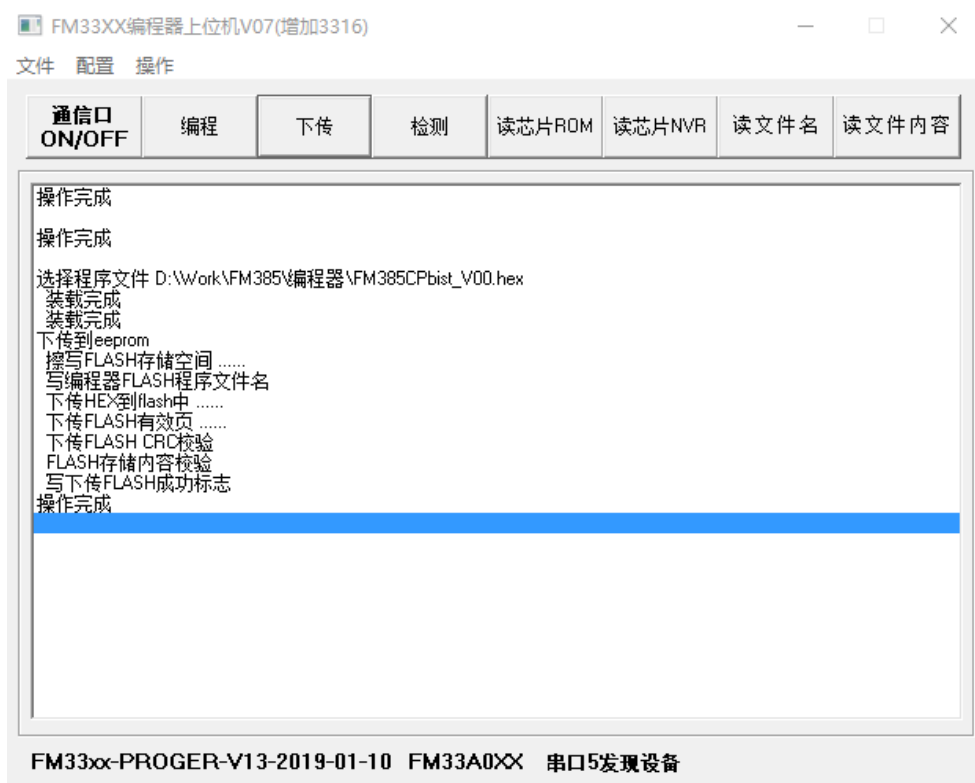 FM33XX编程器上位机V07(增加3316)
文件 配置 操作
通信口
ON/OFF
编程
下传
检测
读芯片ROM
读芯片NVR
读文件名
读文件内容
操作完成
操作完成
选择程序文件 D:\Work\FM385\编程器\FM385CPbist_V00.hex
装载完成
装载完成
下传到eeprom
擦写FLASH存储空间 ......
写编程器FLASH程序文件名
下传HEX到flash中 ......
下传FLASH有效页 ......
下传FLASH CRC校验
FLASH存储内容校验
写下传FLASH成功标志
操作完成
FM33xx-PROGER-V13-2019-01-10 FM33A0XX 串口5发现设备